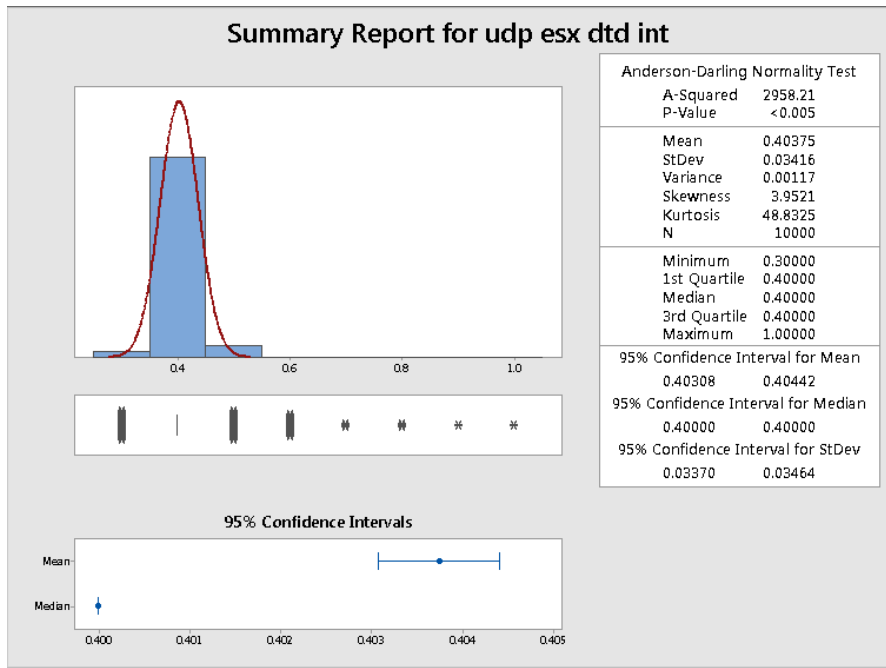 Summary Report for udp esx dtd int
Anderson-Darling Normality Test
A-Squared 2958.21
P-Value <0.005
Mean 0.40375
StDev 0.03416
Variance 0.00117
Skewness 3.9521
Kurtosis 48.8325
N 10000
Minimum 0.30000
1st Quartile 0.40000
Median 0.40000
3rd Quartile 0.40000
Maximum 1.00000
95% Confidence Interval for Mean
0.40308 0.40442
95% Confidence Interval for Median
0.40000 0.40000
95% Confidence Interval for StDev
0.03370 0.03464
0.4 0.6 0.8 1.0
95% Confidence Intervals
Mean
Median
0.400 0.401 0.402 0.403 0.404 0.405